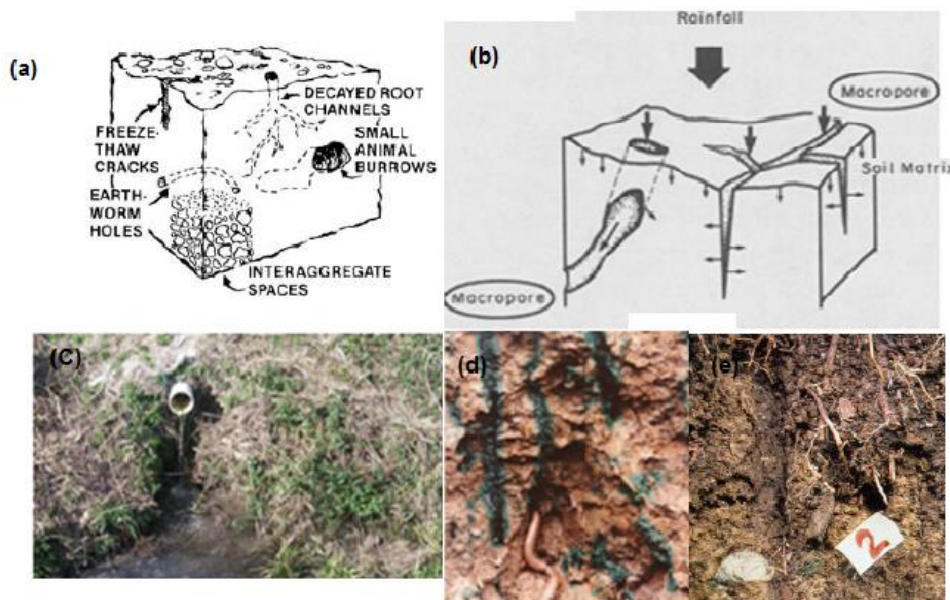 (a)
DECAYED ROOT
CHANNELS
SMALL
ANIMAL
BURROWS
FREEZE-
THAW
CRACKS
EARTH-
WORM
HOLES
INTERAGGREGATE
SPACES
(b)
Rainfall
Macropore
Soil Matrix
Macropore
(C)
(d)
(e)
2